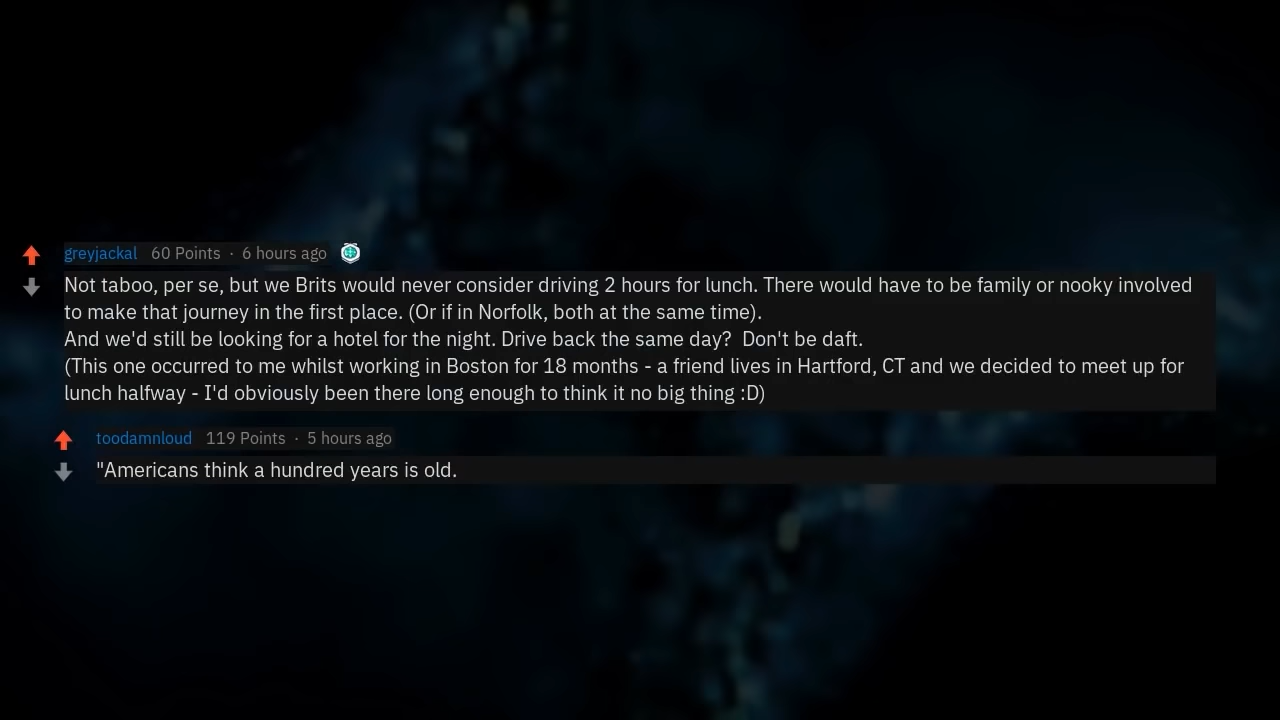 greyjackal 60 Points · 6 hours ago
Not taboo, per se, but we Brits would never consider driving 2 hours for lunch. There would have to be family or nooky involved
to make that journey in the first place. (Or if in Norfolk, both at the same time).
And we'd still be looking for a hotel for the night. Drive back the same day?  Don't be daft.
(This one occurred to me whilst working in Boston for 18 months - a friend lives in Hartford, CT and we decided to meet up for
lunch halfway - I'd obviously been there long enough to think it no big thing :D)
toodamnloud 119 Points · 5 hours ago
"Americans think a hundred years is old.